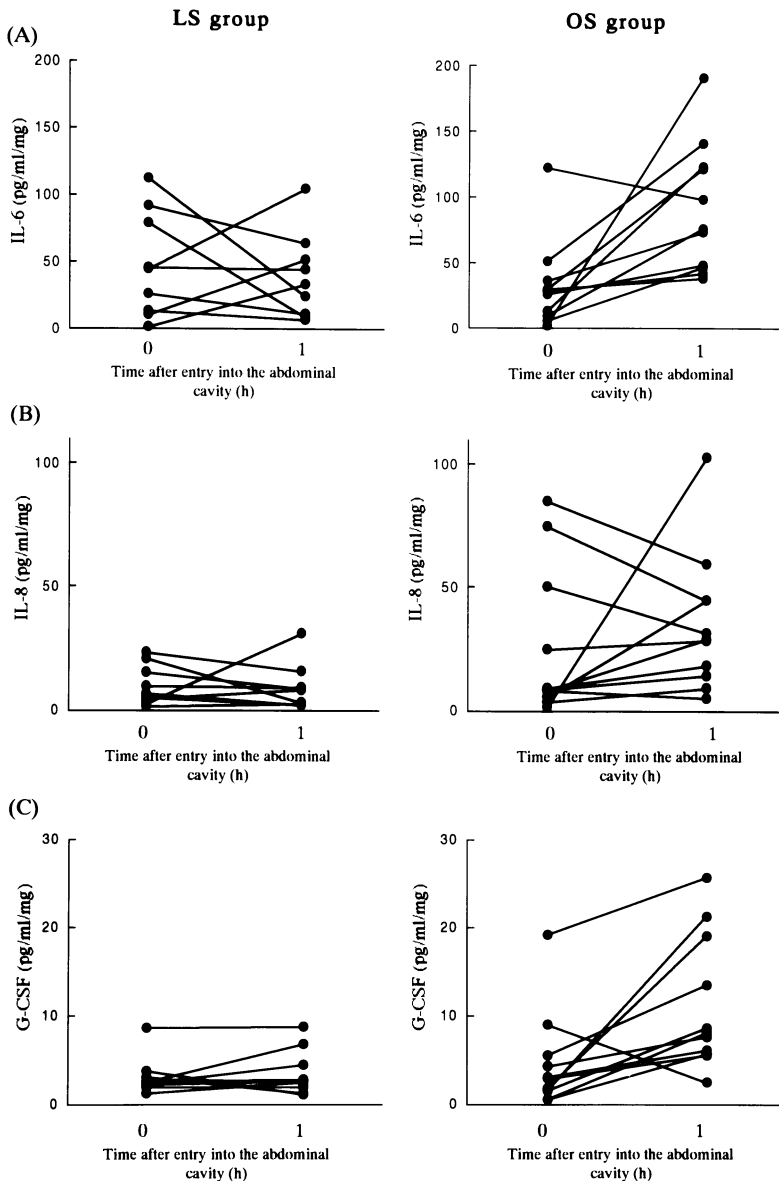 LS group
OS group
(A)
200
150
100
50
0
IL-6 (pg/ml/mg)
0
1
Time after entry into the abdominal
cavity (h)
200
150
100
50
0
IL-6 (pg/ml/mg)
0
1
Time after entry into the abdominal
cavity (h)
(B)
100
50
0
IL-8 (pg/ml/mg)
0
1
Time after entry into the abdominal
cavity (h)
100
50
0
IL-8 (pg/ml/mg)
0
1
Time after entry into the abdominal
cavity (h)
(C)
30
20
10
0
G-CSF (pg/ml/mg)
0
1
Time after entry into the abdominal
cavity (h)
30
20
10
0
G-CSF (pg/ml/mg)
0
1
Time after entry into the abdominal
cavity (h)